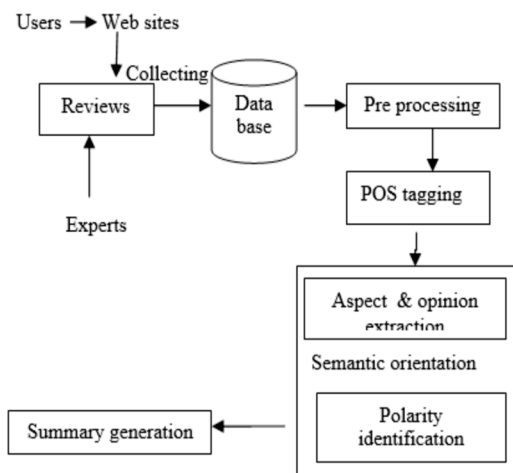 Users Web sites
Collecting
Reviews
Data
base
Pre processing
Experts
POS tagging
Aspect & opinion
extraction
Semantic orientation
Polarity
identification
Summary generation